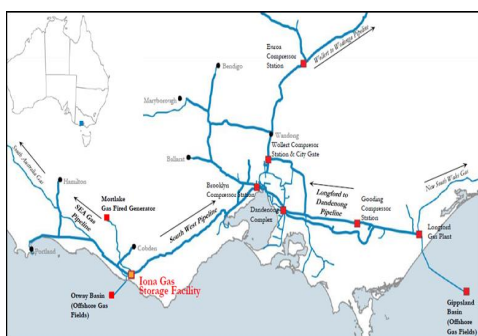 Euroa
Compressor
Station
Wollert to Wodonga Pipeline
Bendigo
Maryborough
Wandong
Wollert Compressor
Station & City Gate
Ballarat
Brooklyn
Compressor Station
South Australia Gas
Hamilton
SEA Gas
Pipeline
Mortlake
Gas Fired Generator
South West Pipeline
Dandenong
Complex
Longford to
Dandenong
Pipeline
Gooding
Compressor
Station
New South Wales Gas
Longford
Gas Plant
Portland
Cobden
Iona Gas
Storage Facility
Otway Basin
(Offshore Gas
Fields)
Gippsland
Basin
(Offshore
Gas Fields)